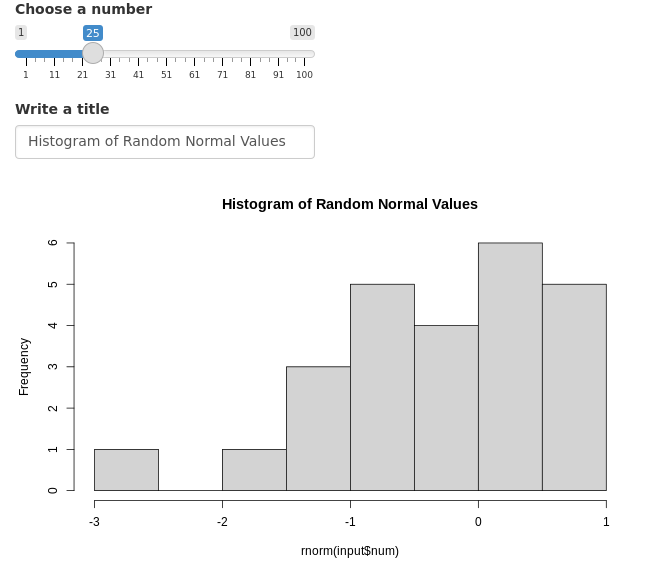 Choose a number
1 25 100
1 11 21 31 41 51 61 71 81 91 100
Write a title
Histogram of Random Normal Values
Histogram of Random Normal Values
6
5
4
3
2
1
0
Frequency
-3 -2 -1 0 1
rnorm(input$num)